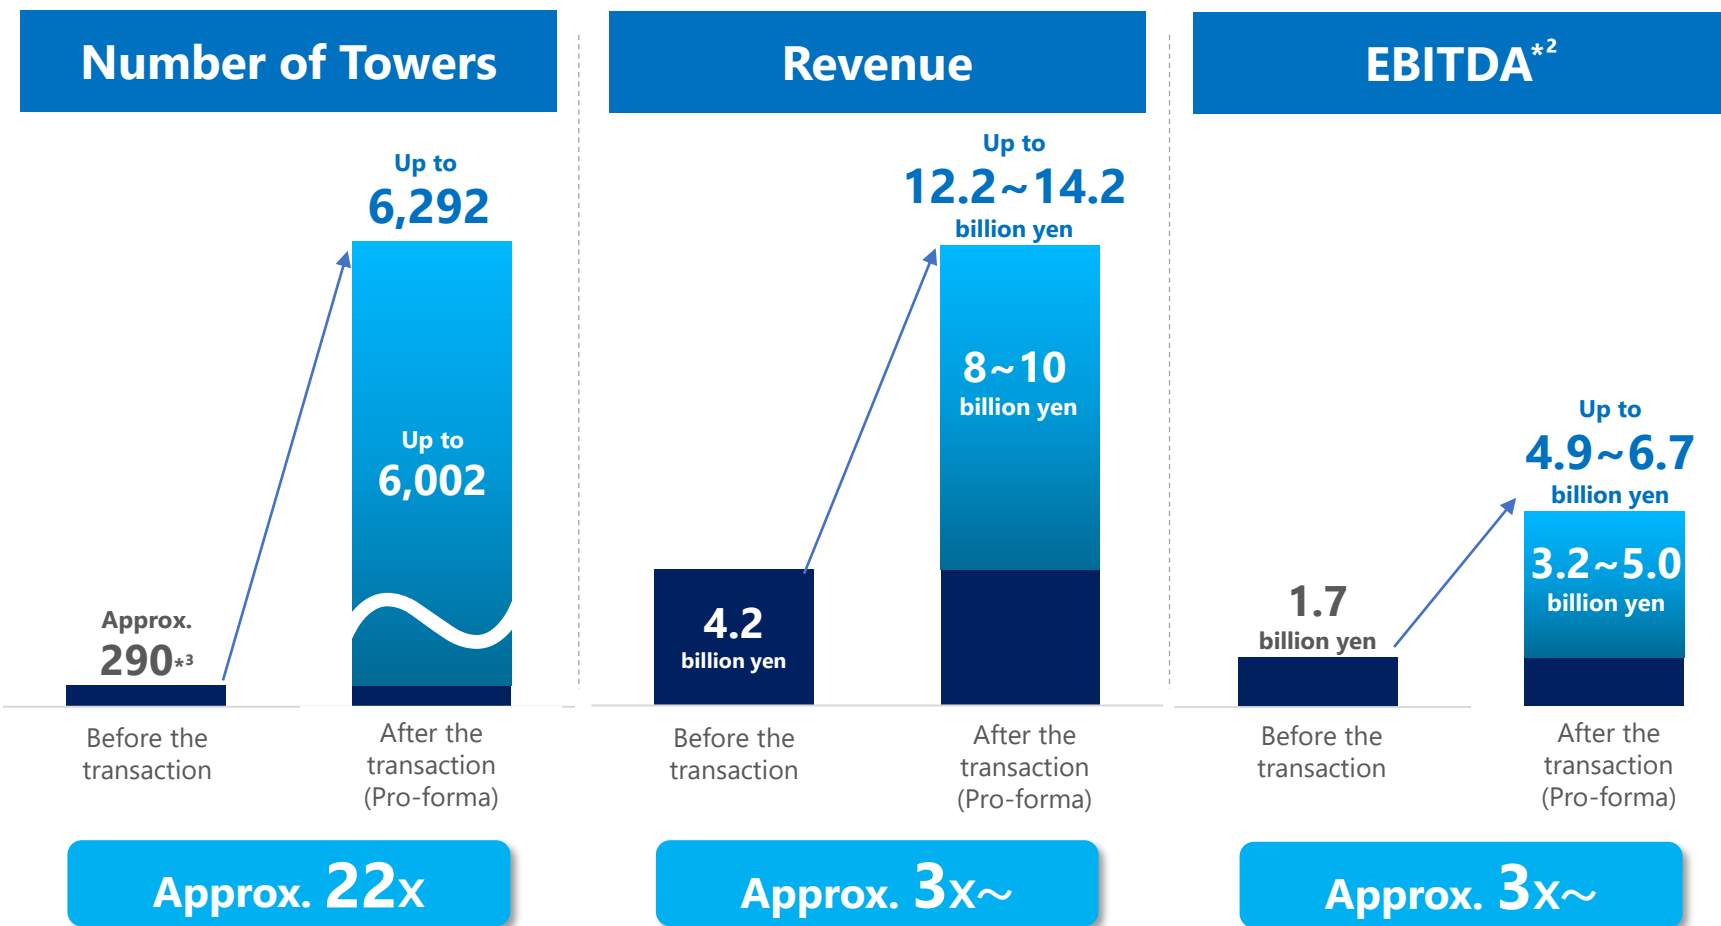 Number of Towers
Up to
6,292
Up to
6,002
Approx.
290*3
Before the
transaction
After the
transaction
(Pro-forma)
Approx. 22x
Revenue
Up to
12.2~14.2
billion yen
8~10
billion yen
4.2
billion yen
Before the
transaction
After the
transaction
(Pro-forma)
Approx. 3x～
EBITDA*2
Up to
4.9~6.7
billion yen
3.2~5.0
billion yen
1.7
billion yen
Before the
transaction
After the
transaction
(Pro-forma)
Approx. 3x～